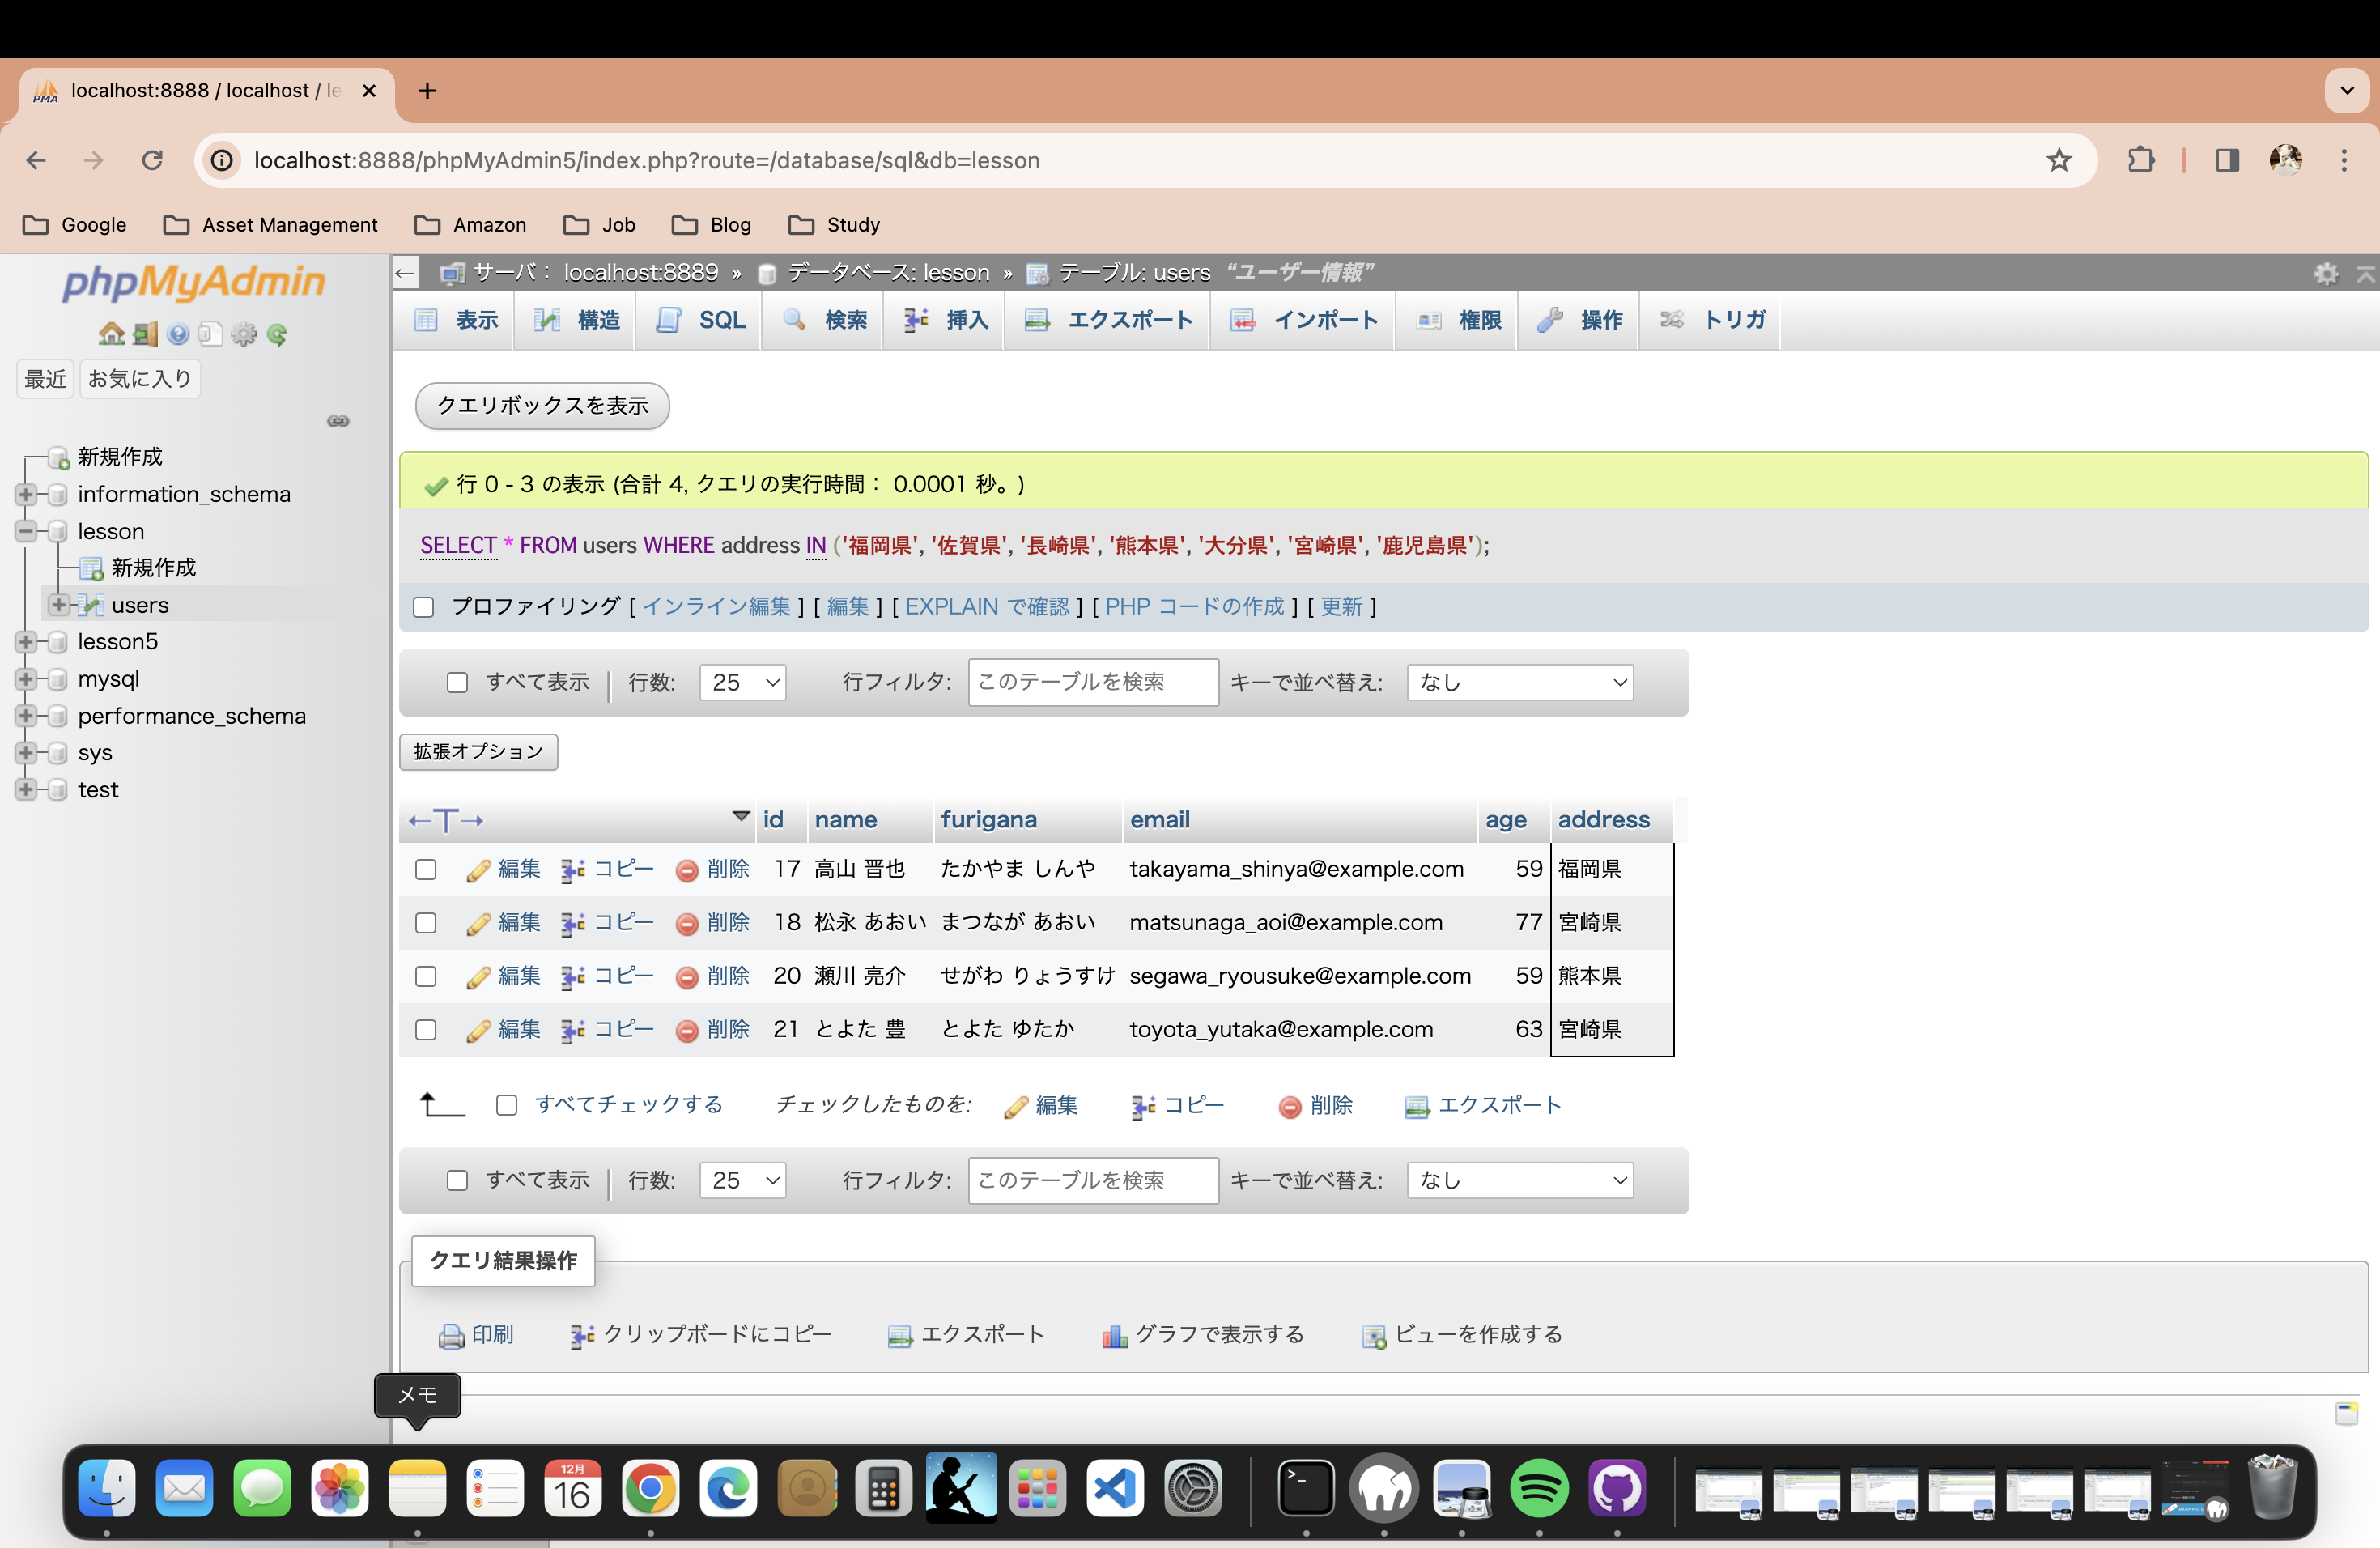 localhost:8888 / localhost / le
localhost:8888/phpMyAdmin5/index.php?route=/database/sql&db=lesson
Google Asset Management Amazon Job Blog Study
phpMyAdmin
最近 お気に入り
新規作成
information_schema
lesson
新規作成
users
lesson5
mysql
performance_schema
sys
test
サーバ： localhost:8889 » データベース: lesson » テーブル: users “ユーザー情報”
表示 構造 SQL 検索 挿入 エクスポート インポート 権限 操作 トリガ
クエリボックスを表示
行 0 - 3 の表示 (合計 4, クエリの実行時間： 0.0001 秒。)
SELECT * FROM users WHERE address IN ('福岡県', '佐賀県', '長崎県', '熊本県', '大分県', '宮崎県', '鹿児島県');
プロファイリング [ インライン編集 ] [ 編集 ] [ EXPLAIN で確認 ] [ PHP コードの作成 ] [ 更新 ]
すべて表示 | 行数: 25 行フィルタ: このテーブルを検索 キーで並べ替え: なし
拡張オプション
←T→ id name furigana email age address
編集 コピー 削除 17 高山 晋也 たかやま しんや takayama_shinya@example.com 59 福岡県
編集 コピー 削除 18 松永 あおい まつなが あおい matsunaga_aoi@example.com 77 宮崎県
編集 コピー 削除 20 瀬川 亮介 せがわ りょうすけ segawa_ryousuke@example.com 59 熊本県
編集 コピー 削除 21 とよた 豊 とよた ゆたか toyota_yutaka@example.com 63 宮崎県
すべてチェックする チェックしたものを: 編集 コピー 削除 エクスポート
すべて表示 | 行数: 25 行フィルタ: このテーブルを検索 キーで並べ替え: なし
クエリ結果操作
印刷 クリップボードにコピー エクスポート グラフで表示する ビューを作成する
メモ
12月
16